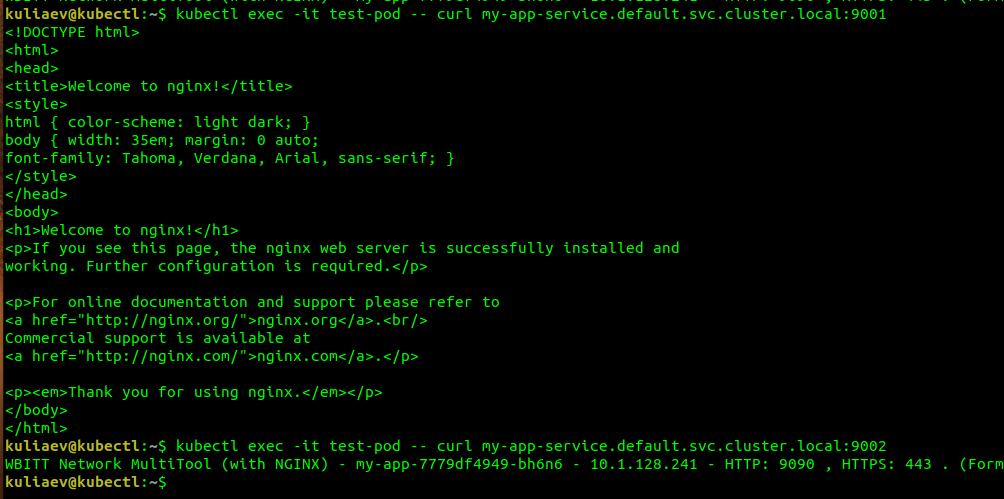 kuliaev@kubectl:~$ kubectl exec -it test-pod -- curl my-app-service.default.svc.cluster.local:9001
<!DOCTYPE html>
<html>
<head>
<title>Welcome to nginx!</title>
<style>
html { color-scheme: light dark; }
body { width: 35em; margin: 0 auto;
font-family: Tahoma, Verdana, Arial, sans-serif; }
</style>
</head>
<body>
<h1>Welcome to nginx!</h1>
<p>If you see this page, the nginx web server is successfully installed and
working. Further configuration is required.</p>

<p>For online documentation and support please refer to
<a href="http://nginx.org/">nginx.org</a>.<br/>
Commercial support is available at
<a href="http://nginx.com/">nginx.com</a>.</p>

<p><em>Thank you for using nginx.</em></p>
</body>
</html>
kuliaev@kubectl:~$ kubectl exec -it test-pod -- curl my-app-service.default.svc.cluster.local:9002
WBITT Network MultiTool (with NGINX) - my-app-7779df4949-bh6n6 - 10.1.128.241 - HTTP: 9090 , HTTPS: 443 . (Form
kuliaev@kubectl:~$